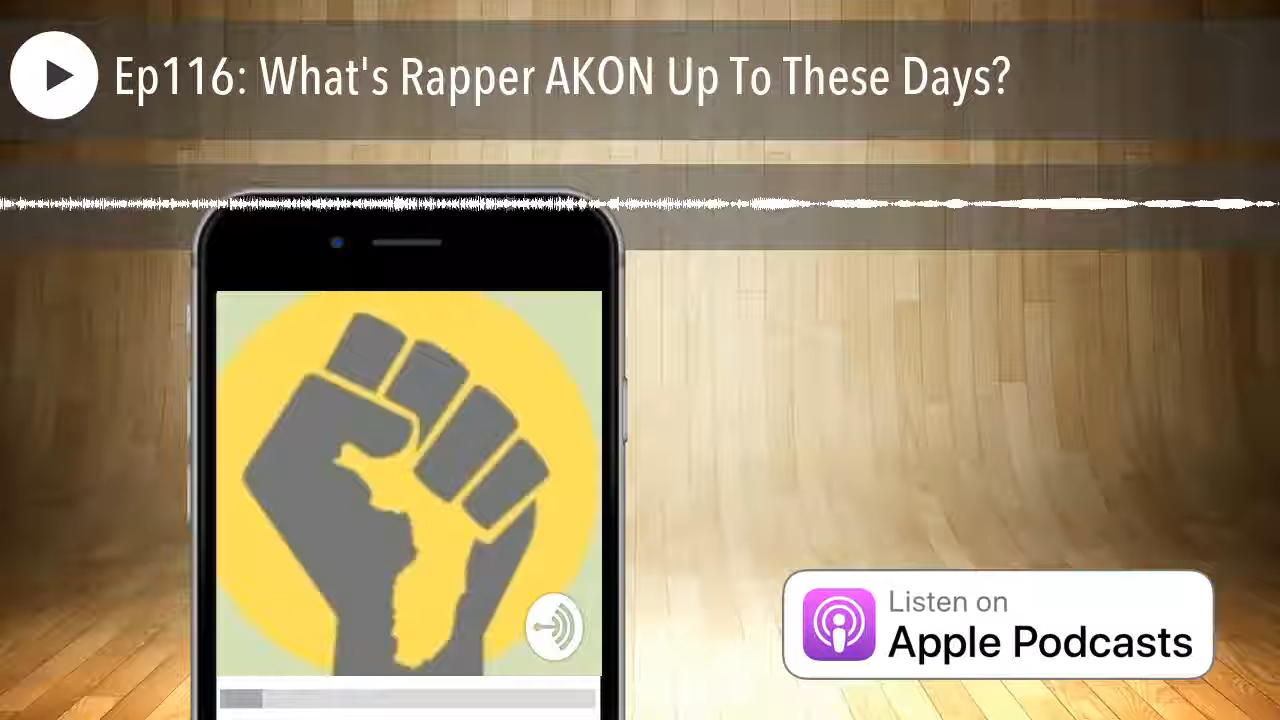 Ep116: What's Rapper AKON Up To These Days?
Listen on
Apple Podcasts